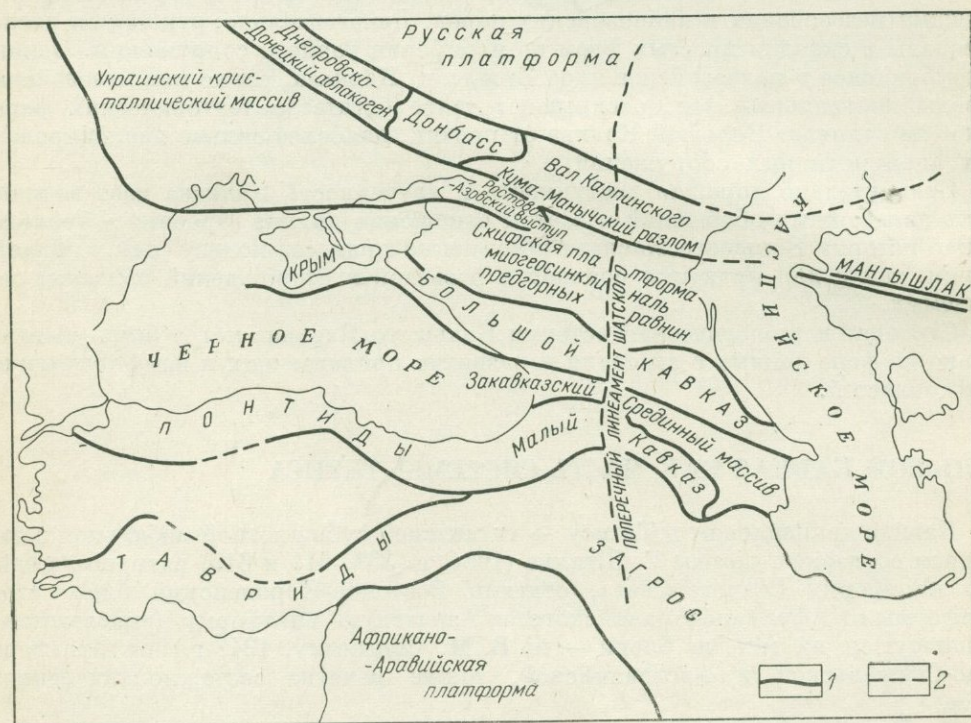 Русская
платформа
Днепровско-
-Донецкий авлакоген
Украинский крис-
таллический массив
Донбасс
Вал Карпинского
Кума-Манычский разлом
Ростово-
-Азовский выступ
Скифская платформа
миогеосинклиналь
предгорных равнин
КРЫМ
БОЛЬШОЙ КАВКАЗ
КАСПИЙСКОЕ МОРЕ
МАНГЫШЛАК
ЧЕРНОЕ МОРЕ
Закавказский Срединный массив
ПОНТИДЫ
Малый Кавказ
ПОПЕРЕЧНЫЙ ЛИНЕАМЕНТ ШАТСКОГО
ТАВРИДЫ
ЗАГРОС
Африкано-
-Аравийская
платформа
1
2